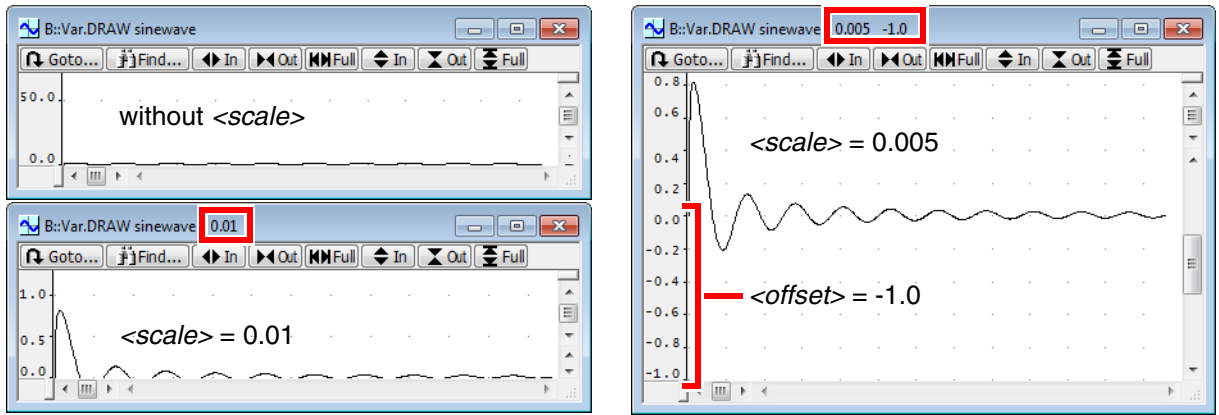 B::Var.DRAW sinewave
Goto... Find... In Out Full In Out Full
50.0
without <scale>
0.0
B::Var.DRAW sinewave 0.01
Goto... Find... In Out Full In Out Full
1.0
0.5
<scale> = 0.01
0.0
B::Var.DRAW sinewave 0.005 -1.0
Goto... Find... In Out Full In Out Full
0.8
0.6
<scale> = 0.005
0.4
0.2
0.0
-0.2
-0.4
<offset> = -1.0
-0.6
-0.8
-1.0